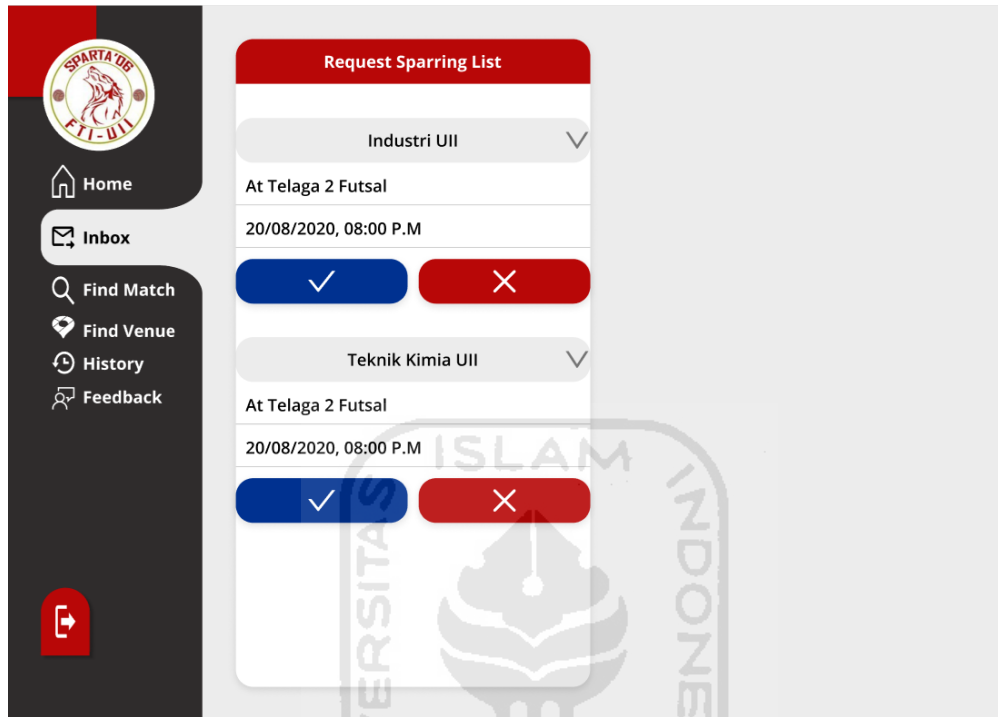 SPARTA'06
FTI-UII
Home
Inbox
Find Match
Find Venue
History
Feedback
Request Sparring List
Industri UII
At Telaga 2 Futsal
20/08/2020, 08:00 P.M
Teknik Kimia UII
At Telaga 2 Futsal
20/08/2020, 08:00 P.M
ISLAM
ERSITAS
INDONE